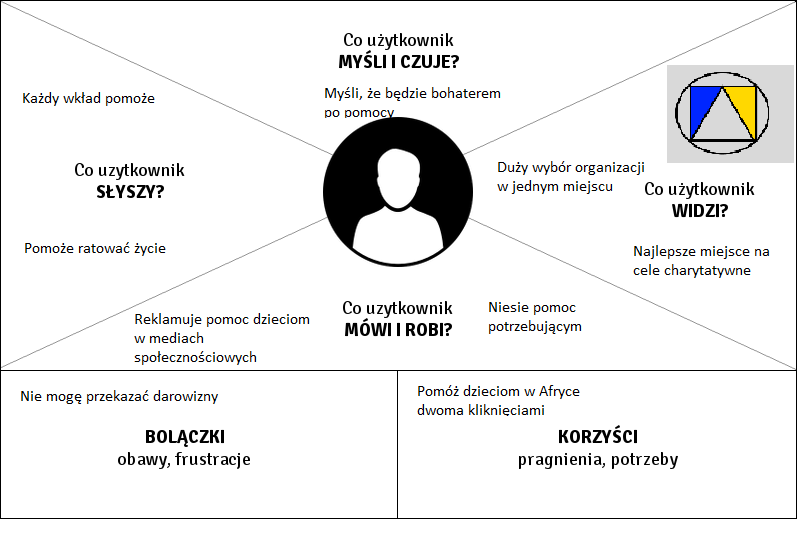 Co użytkownik
MYŚLI I CZUJE?
Myśli, że będzie bohaterem
po pomocy
Każdy wkład pomoże
Co uzytkownik
SŁYSZY?
Pomoże ratować życie
Duży wybór organizacji
w jednym miejscu
Co użytkownik
WIDZI?
Najlepsze miejsce na
cele charytatywne
Reklamuje pomoc dzieciom
w mediach
społecznościowych
Co uzytkownik
MÓWI I ROBI?
Niesie pomoc
potrzebującym
Nie mogę przekazać darowizny
BOLĄCZKI
obawy, frustracje
Pomóż dzieciom w Afryce
dwoma kliknięciami
KORZYŚCI
pragnienia, potrzeby